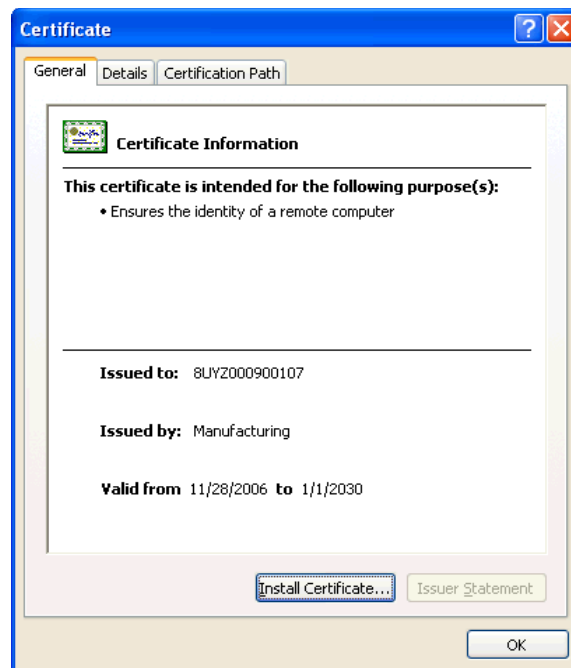 Certificate
General Details Certification Path
Certificate Information
This certificate is intended for the following purpose(s):
• Ensures the identity of a remote computer
Issued to: 8UYZ000900107
Issued by: Manufacturing
Valid from 11/28/2006 to 1/1/2030
Install Certificate... Issuer Statement
OK